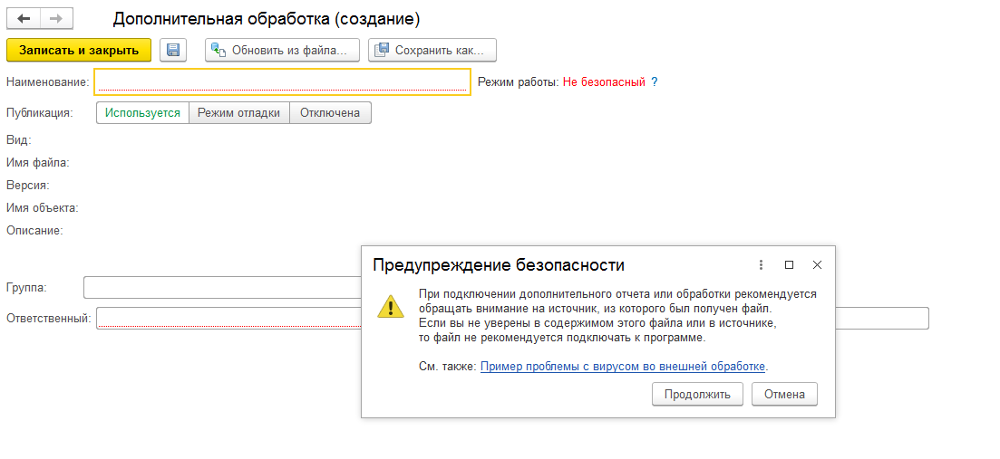 Дополнительная обработка (создание)
Записать и закрыть
Обновить из файла...
Сохранить как...
Наименование:
Режим работы: Не безопасный ?
Публикация:
Используется
Режим отладки
Отключена
Вид:
Имя файла:
Версия:
Имя объекта:
Описание:
Группа:
Ответственный:
Предупреждение безопасности
При подключении дополнительного отчета или обработки рекомендуется
обращать внимание на источник, из которого был получен файл.
Если вы не уверены в содержимом этого файла или в источнике,
то файл не рекомендуется подключать к программе.
См. также: Пример проблемы с вирусом во внешней обработке.
Продолжить
Отмена